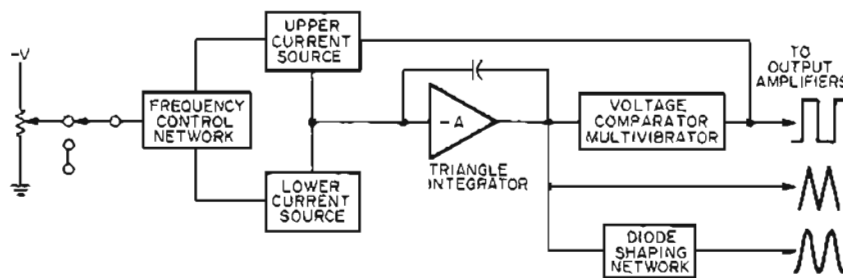 UPPER
CURRENT
SOURCE
TO
OUTPUT
AMPLIFIERS
-V
FREQUENCY
CONTROL
NETWORK
-A
VOLTAGE
COMPARATOR
MULTIVIBRATOR
TRIANGLE
INTEGRATOR
LOWER
CURRENT
SOURCE
DIODE
SHAPING
NETWORK